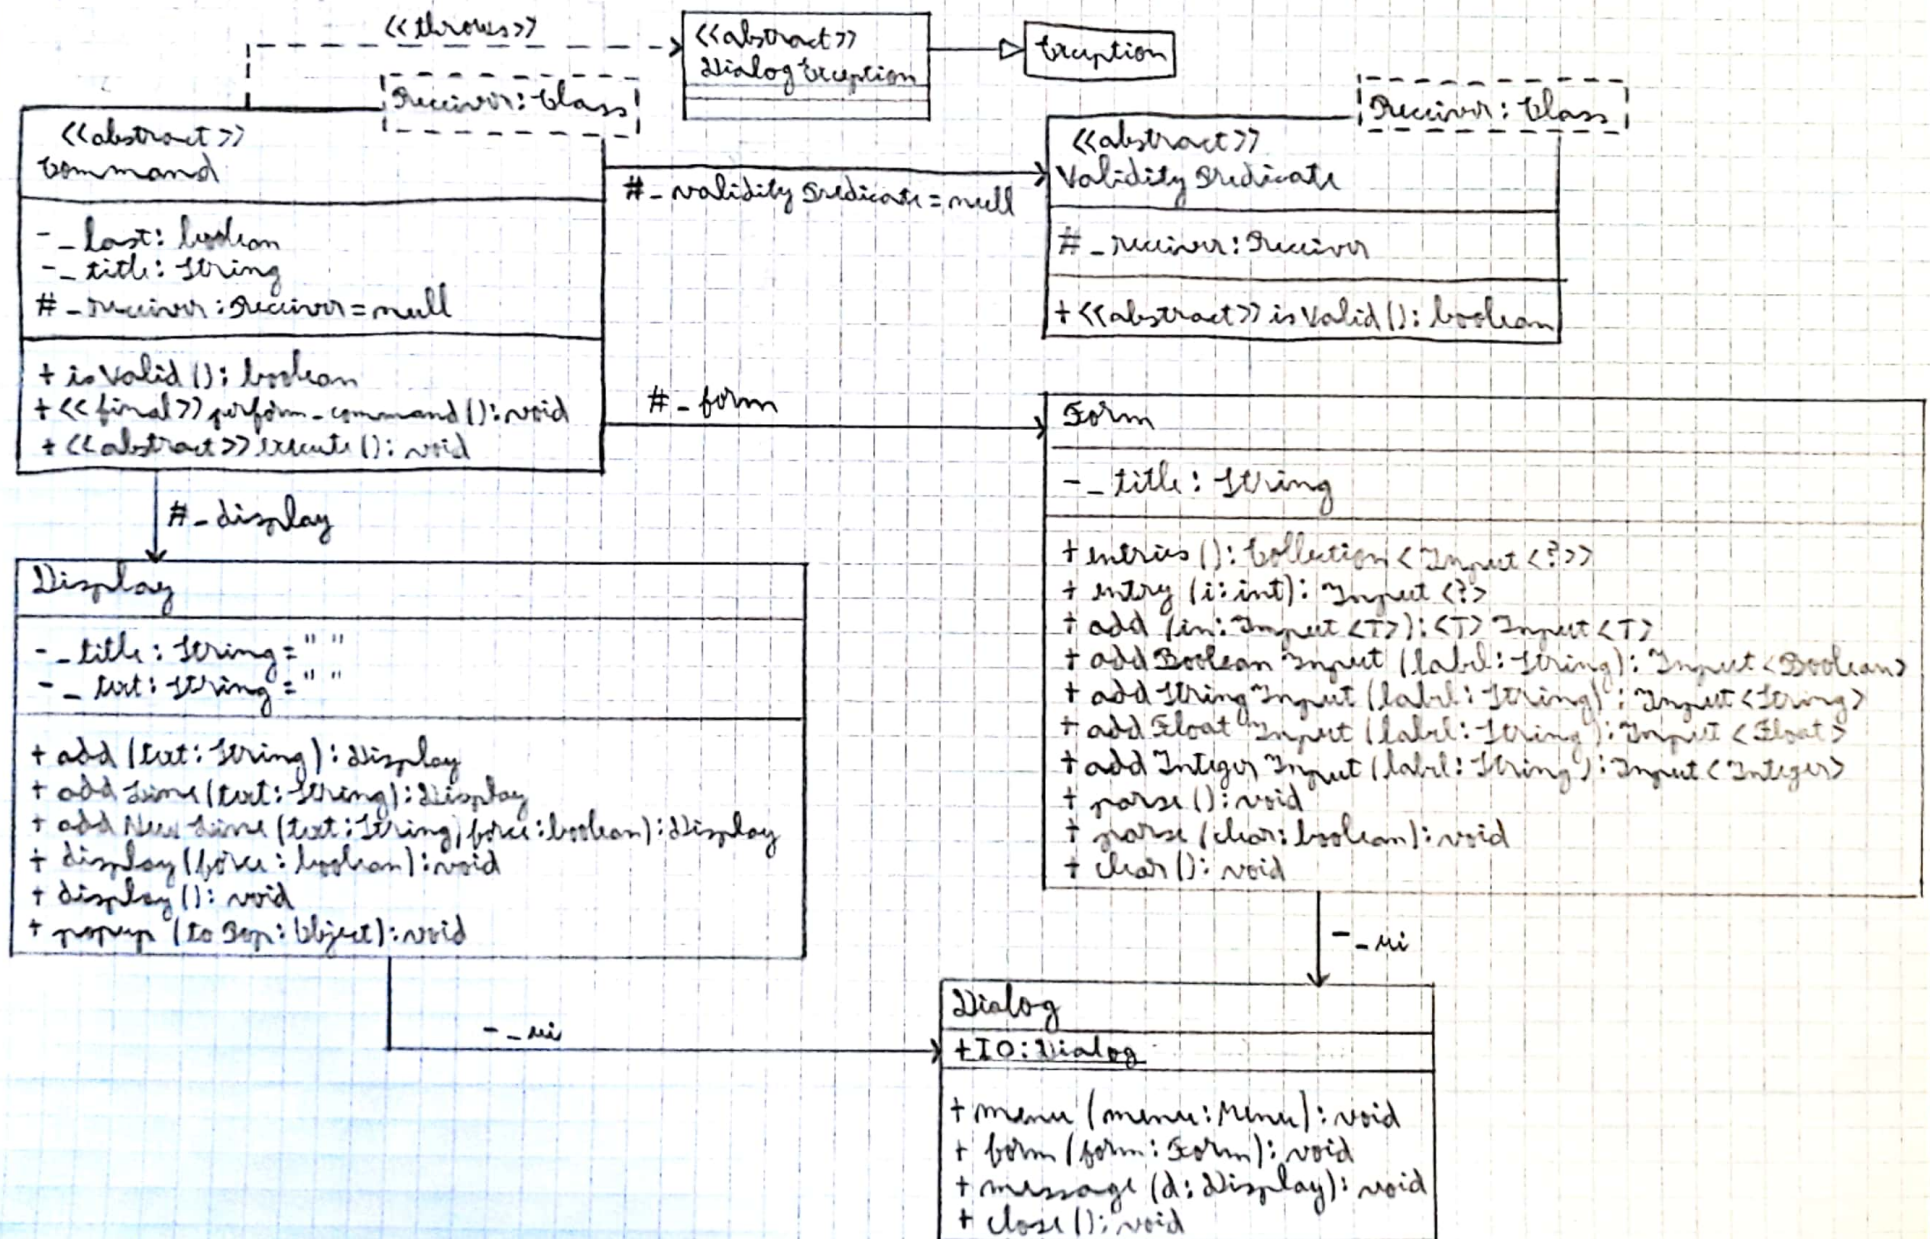 <<throws>>
<<abstract>>
DialogException
Exception
Receiver: Class
<<abstract>>
Command
- _last: boolean
- _title: String
# _receiver: Receiver = null
+ isValid(): boolean
+ <<final>> perform_command(): void
+ <<abstract>> execute(): void
# _validityPredicate = null
Receiver: Class
<<abstract>>
ValidityPredicate
# _receiver: Receiver
+ <<abstract>> isValid(): boolean
# _form
Form
- _title: String
+ entries(): Collection<Input<?>>
+ entry (i: int): Input<?>
+ add (in: Input<T>): <T> Input<T>
+ addBooleanInput (label: String): Input<Boolean>
+ addStringInput (label: String): Input<String>
+ addFloatInput (label: String): Input<Float>
+ addIntegerInput (label: String): Input<Integer>
+ parse(): void
+ parse (clear: boolean): void
+ clear(): void
# _display
Display
- _title: String = " "
- _text: String = " "
+ add (text: String): Display
+ addLine (text: String): Display
+ addNewLine (text: String, force: boolean): Display
+ display (force: boolean): void
+ display(): void
+ popup (toPop: Object): void
- _ui
- _ui
Dialog
+ IO: Dialog
+ menu (menu: Menu): void
+ form (form: Form): void
+ message (d: Display): void
+ close(): void